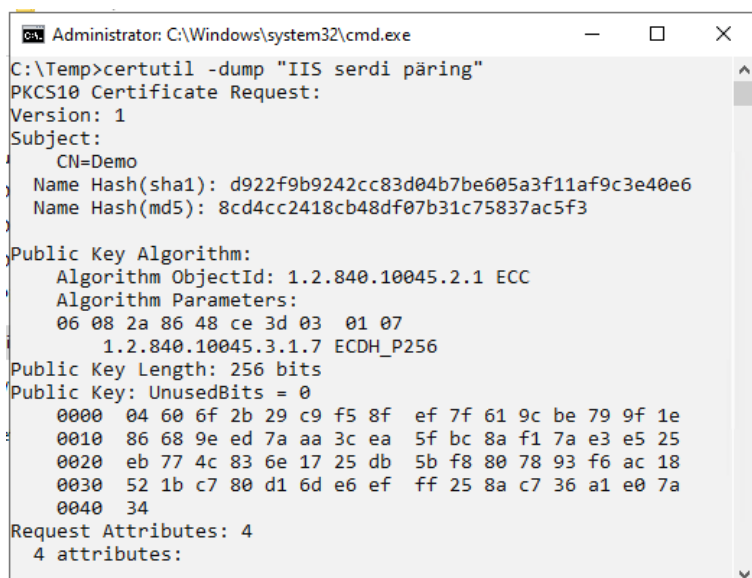 Administrator: C:\Windows\system32\cmd.exe
C:\Temp>certutil -dump "IIS serdi päring"
PKCS10 Certificate Request:
Version: 1
Subject:
    CN=Demo
  Name Hash(sha1): d922f9b9242cc83d04b7be605a3f11af9c3e40e6
  Name Hash(md5): 8cd4cc2418cb48df07b31c75837ac5f3
Public Key Algorithm:
    Algorithm ObjectId: 1.2.840.10045.2.1 ECC
    Algorithm Parameters:
    06 08 2a 86 48 ce 3d 03  01 07
        1.2.840.10045.3.1.7 ECDH_P256
Public Key Length: 256 bits
Public Key: UnusedBits = 0
    0000  04 60 6f 2b 29 c9 f5 8f  ef 7f 61 9c be 79 9f 1e
    0010  86 68 9e ed 7a aa 3c ea  5f bc 8a f1 7a e3 e5 25
    0020  eb 77 4c 83 6e 17 25 db  5b f8 80 78 93 f6 ac 18
    0030  52 1b c7 80 d1 6d e6 ef  ff 25 8a c7 36 a1 e0 7a
    0040  34
Request Attributes: 4
  4 attributes: